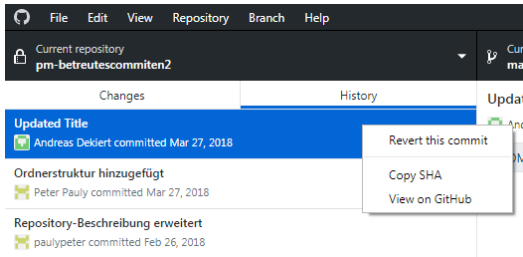 File Edit View Repository Branch Help
Current repository
pm-betreutescommiten2
Changes History
Updated Title
Andreas Dekiert committed Mar 27, 2018
Revert this commit
Copy SHA
View on GitHub
Ordnerstruktur hinzugefügt
Peter Pauly committed Mar 27, 2018
Repository-Beschreibung erweitert
paulypeter committed Feb 26, 2018